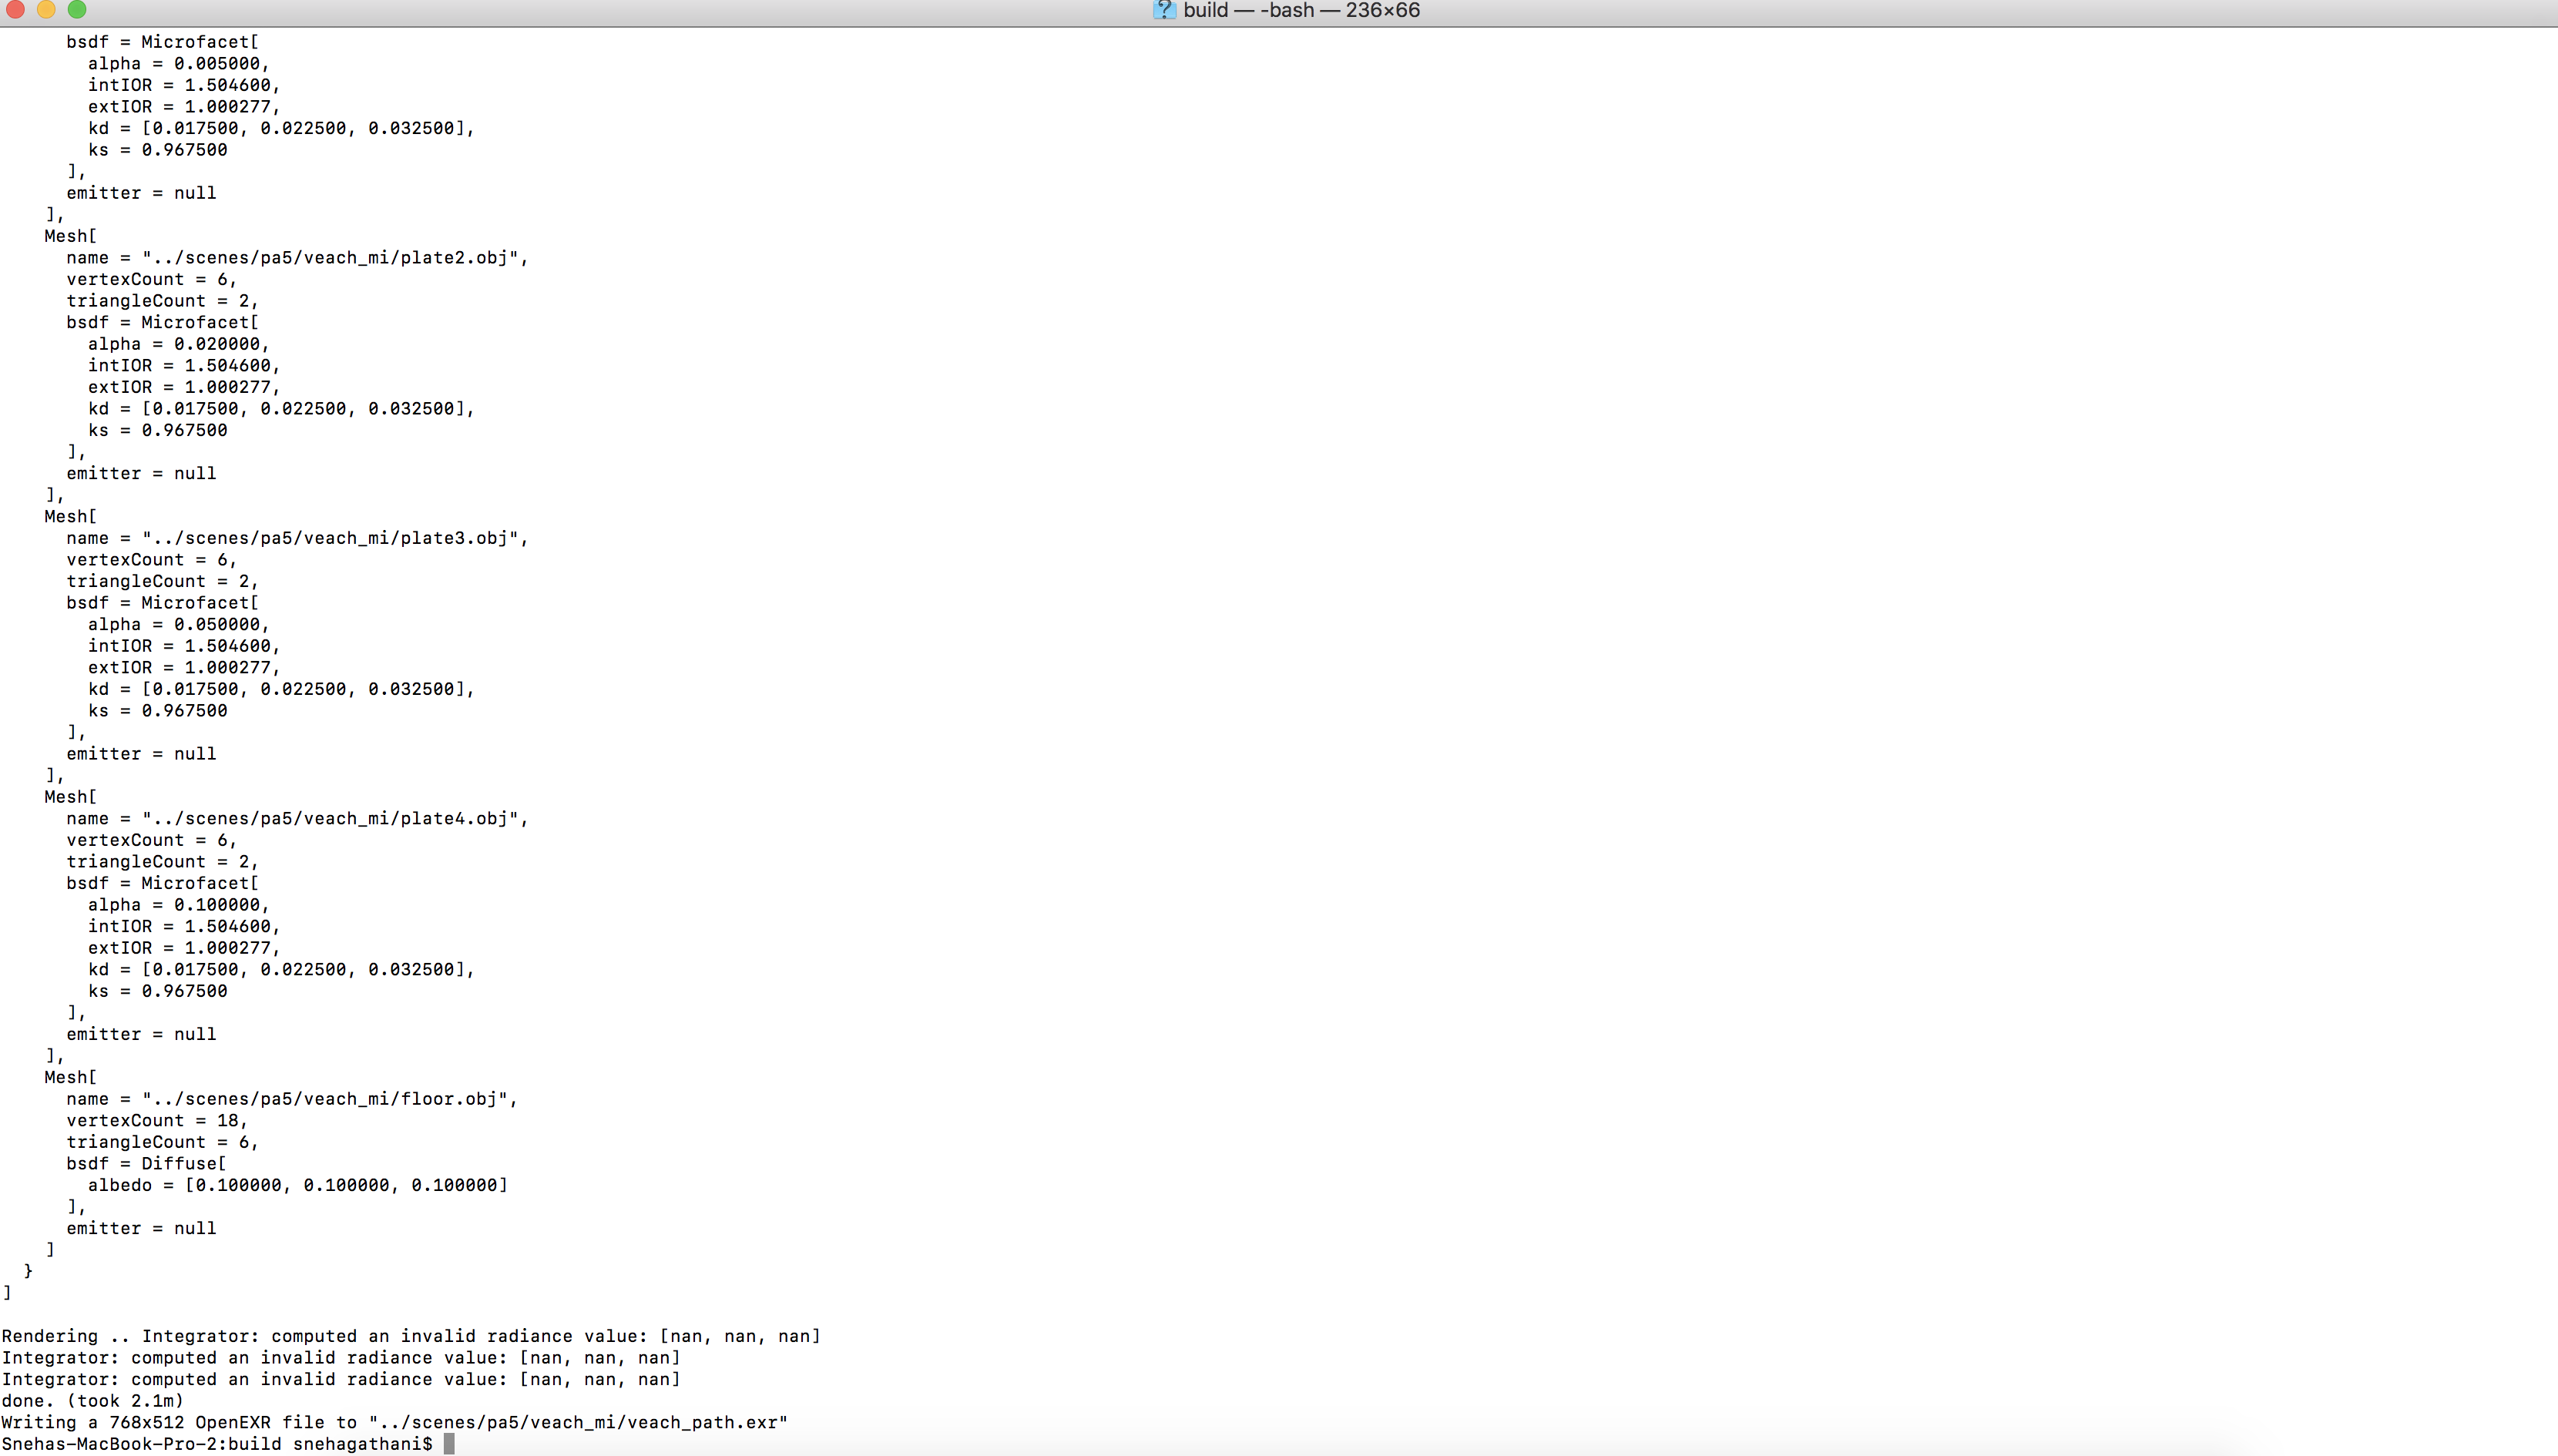 build — -bash — 236×66
bsdf = Microfacet[
alpha = 0.005000,
intIOR = 1.504600,
extIOR = 1.000277,
kd = [0.017500, 0.022500, 0.032500],
ks = 0.967500
],
emitter = null
],
Mesh[
name = "../scenes/pa5/veach_mi/plate2.obj",
vertexCount = 6,
triangleCount = 2,
bsdf = Microfacet[
alpha = 0.020000,
intIOR = 1.504600,
extIOR = 1.000277,
kd = [0.017500, 0.022500, 0.032500],
ks = 0.967500
],
emitter = null
],
Mesh[
name = "../scenes/pa5/veach_mi/plate3.obj",
vertexCount = 6,
triangleCount = 2,
bsdf = Microfacet[
alpha = 0.050000,
intIOR = 1.504600,
extIOR = 1.000277,
kd = [0.017500, 0.022500, 0.032500],
ks = 0.967500
],
emitter = null
],
Mesh[
name = "../scenes/pa5/veach_mi/plate4.obj",
vertexCount = 6,
triangleCount = 2,
bsdf = Microfacet[
alpha = 0.100000,
intIOR = 1.504600,
extIOR = 1.000277,
kd = [0.017500, 0.022500, 0.032500],
ks = 0.967500
],
emitter = null
],
Mesh[
name = "../scenes/pa5/veach_mi/floor.obj",
vertexCount = 18,
triangleCount = 6,
bsdf = Diffuse[
albedo = [0.100000, 0.100000, 0.100000]
],
emitter = null
]
}
]
Rendering .. Integrator: computed an invalid radiance value: [nan, nan, nan]
Integrator: computed an invalid radiance value: [nan, nan, nan]
Integrator: computed an invalid radiance value: [nan, nan, nan]
done. (took 2.1m)
Writing a 768x512 OpenEXR file to "../scenes/pa5/veach_mi/veach_path.exr"
Snehas-MacBook-Pro-2:build snehagathani$